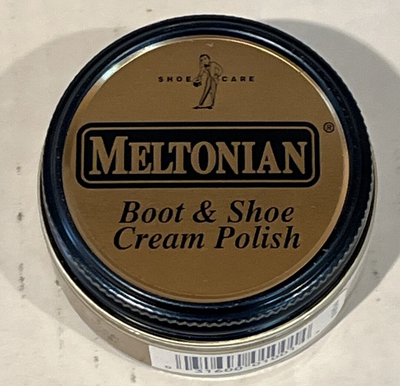 SHOE CARE
MELTONIAN®
Boot & Shoe
Cream Polish